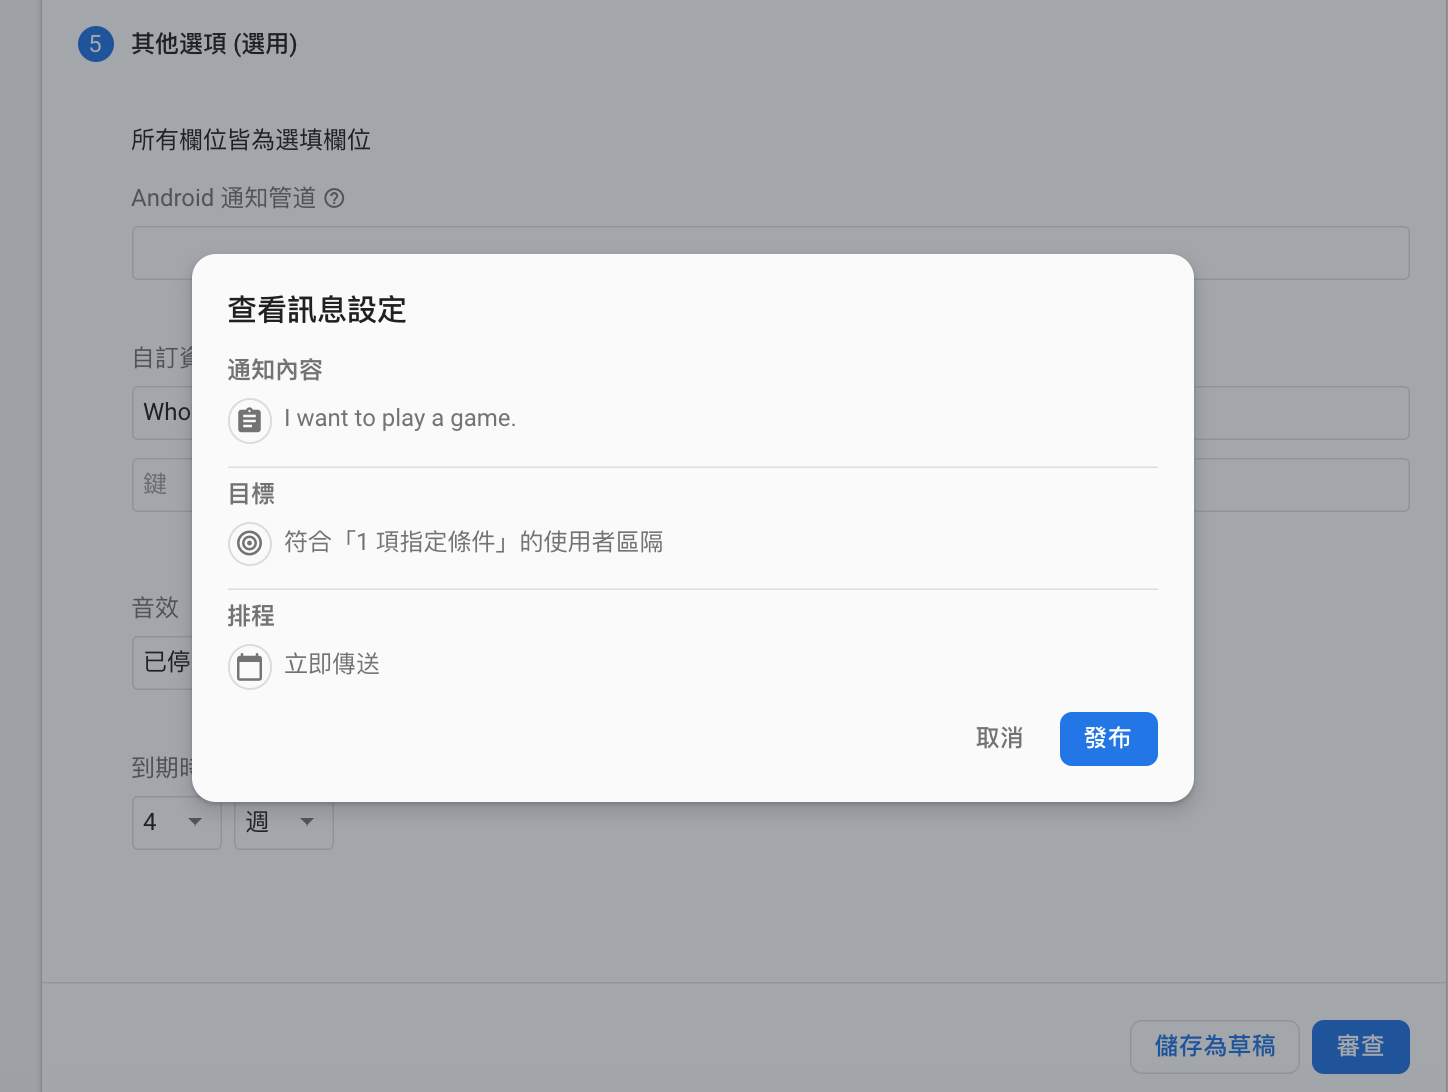 5 其他選項 (選用)
所有欄位皆為選填欄位
Android 通知管道
查看訊息設定
通知內容
自訂
Who
I want to play a game.
鍵
目標
符合「1 項指定條件」的使用者區隔
音效
排程
已停
立即傳送
取消 發布
到期
4 週
儲存為草稿 審查